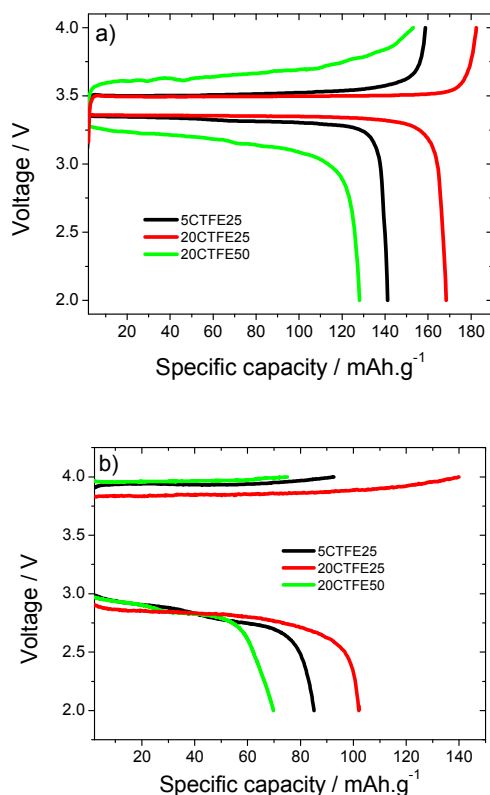 a)
4.0
3.5
3.0
2.5
2.0
Voltage / V
5CTFE25
20CTFE25
20CTFE50
20 40 60 80 100 120 140 160 180
Specific capacity / mAh.g⁻¹
b)
4.0
3.5
3.0
2.5
2.0
Voltage / V
5CTFE25
20CTFE25
20CTFE50
20 40 60 80 100 120 140
Specific capacity / mAh.g⁻¹